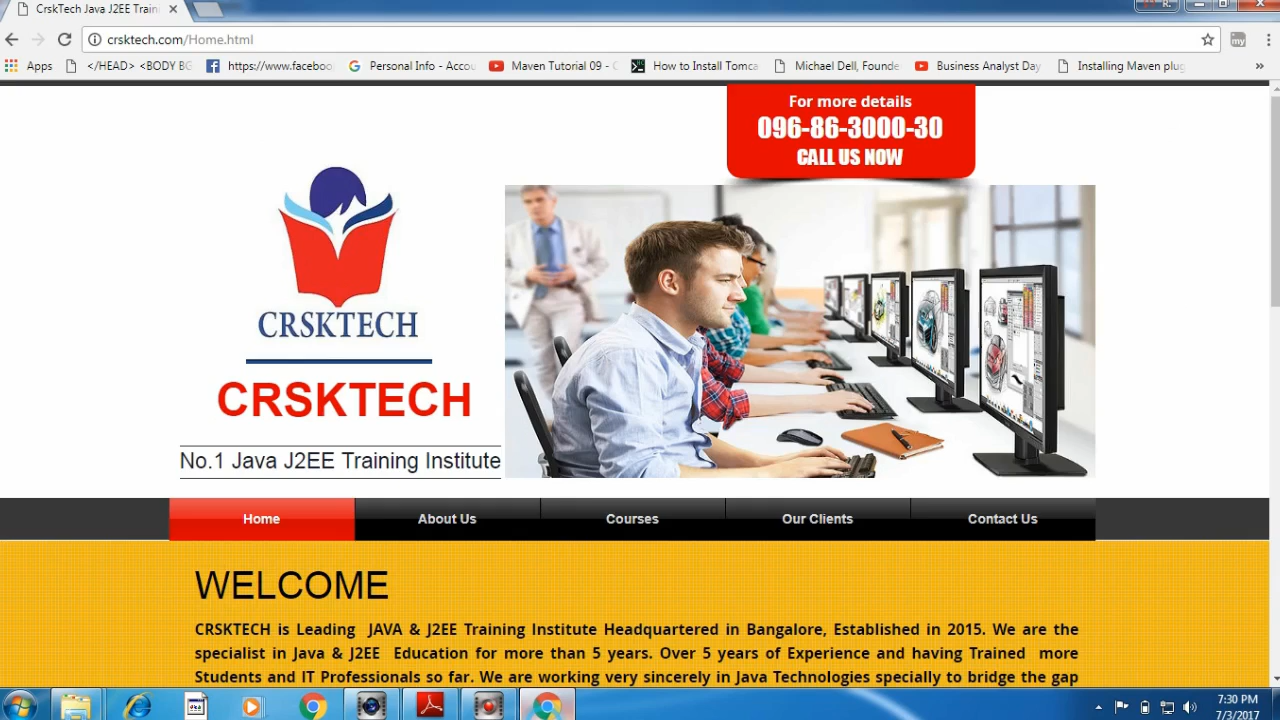 CrskTech Java J2EE Traini
R.
crsktech.com/Home.html
my
Apps
</HEAD> <BODY BG
https://www.faceboo
Personal Info - Accou
Maven Tutorial 09 - C
How to Install Tomca
Michael Dell, Founde
Business Analyst Day
Installing Maven plug
For more details
096-86-3000-30
CALL US NOW
CRSKTECH
CRSKTECH
No.1 Java J2EE Training Institute
Home
About Us
Courses
Our Clients
Contact Us
WELCOME
CRSKTECH is Leading JAVA & J2EE Training Institute Headquartered in Bangalore, Established in 2015. We are the
specialist in Java & J2EE Education for more than 5 years. Over 5 years of Experience and having Trained more
Students and IT Professionals so far. We are working very sincerely in Java Technologies specially to bridge the gap
7:30 PM
7/3/2017